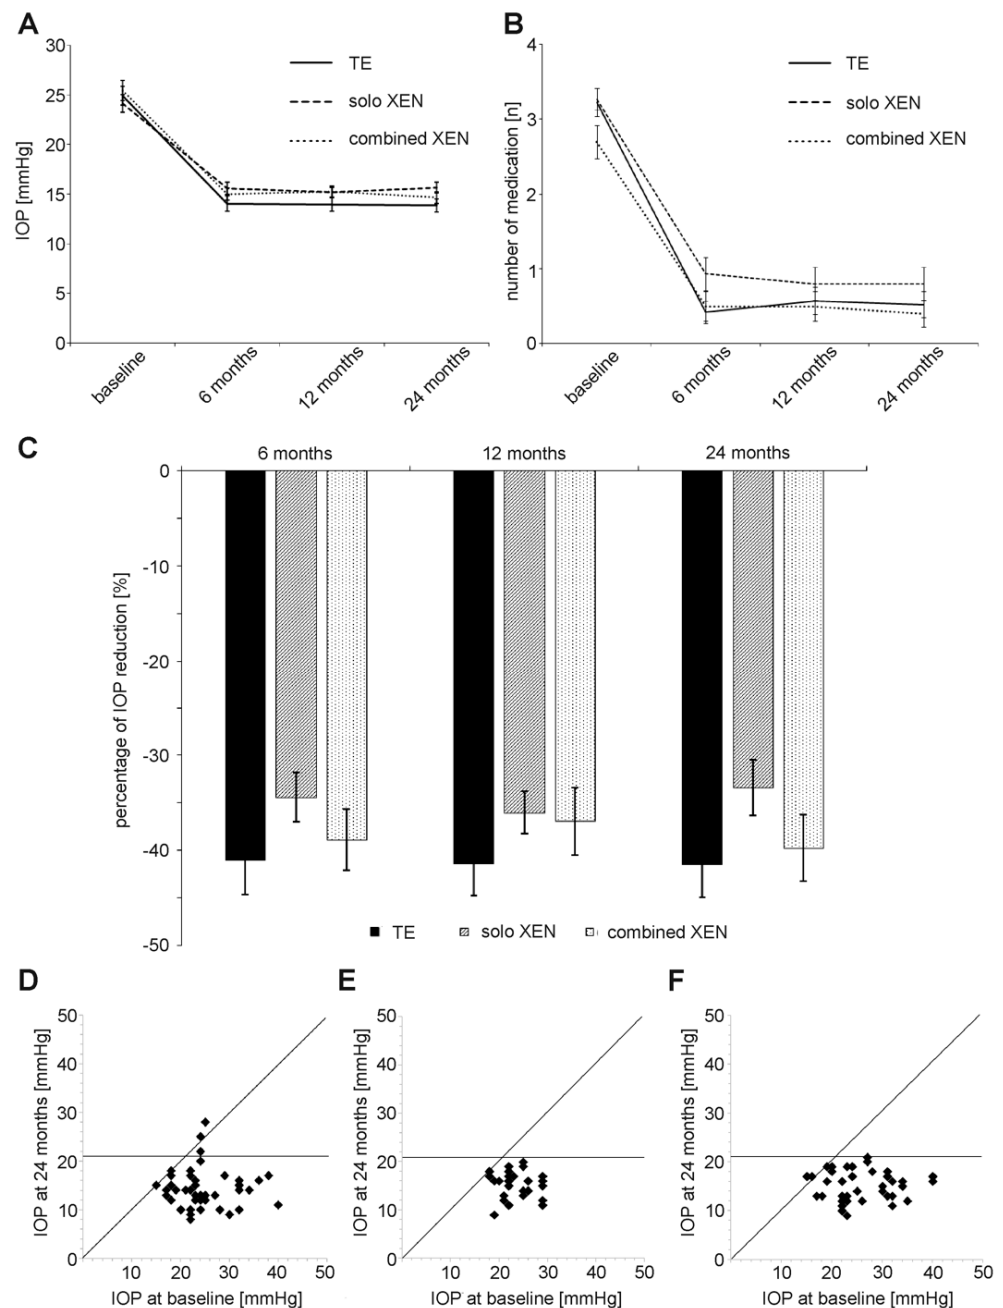 A
30
25
20
15
10
5
0
IOP [mmHg]
TE
solo XEN
combined XEN
baseline
6 months
12 months
24 months
B
4
3
2
1
0
number of medication [n]
TE
solo XEN
combined XEN
baseline
6 months
12 months
24 months
C
6 months
12 months
24 months
0
-10
-20
-30
-40
-50
percentage of IOP reduction [%]
TE
solo XEN
combined XEN
D
50
40
30
20
10
0
IOP at 24 months [mmHg]
10 20 30 40 50
IOP at baseline [mmHg]
E
50
40
30
20
10
0
IOP at 24 months [mmHg]
10 20 30 40 50
IOP at baseline [mmHg]
F
50
40
30
20
10
0
IOP at 24 months [mmHg]
10 20 30 40 50
IOP at baseline [mmHg]